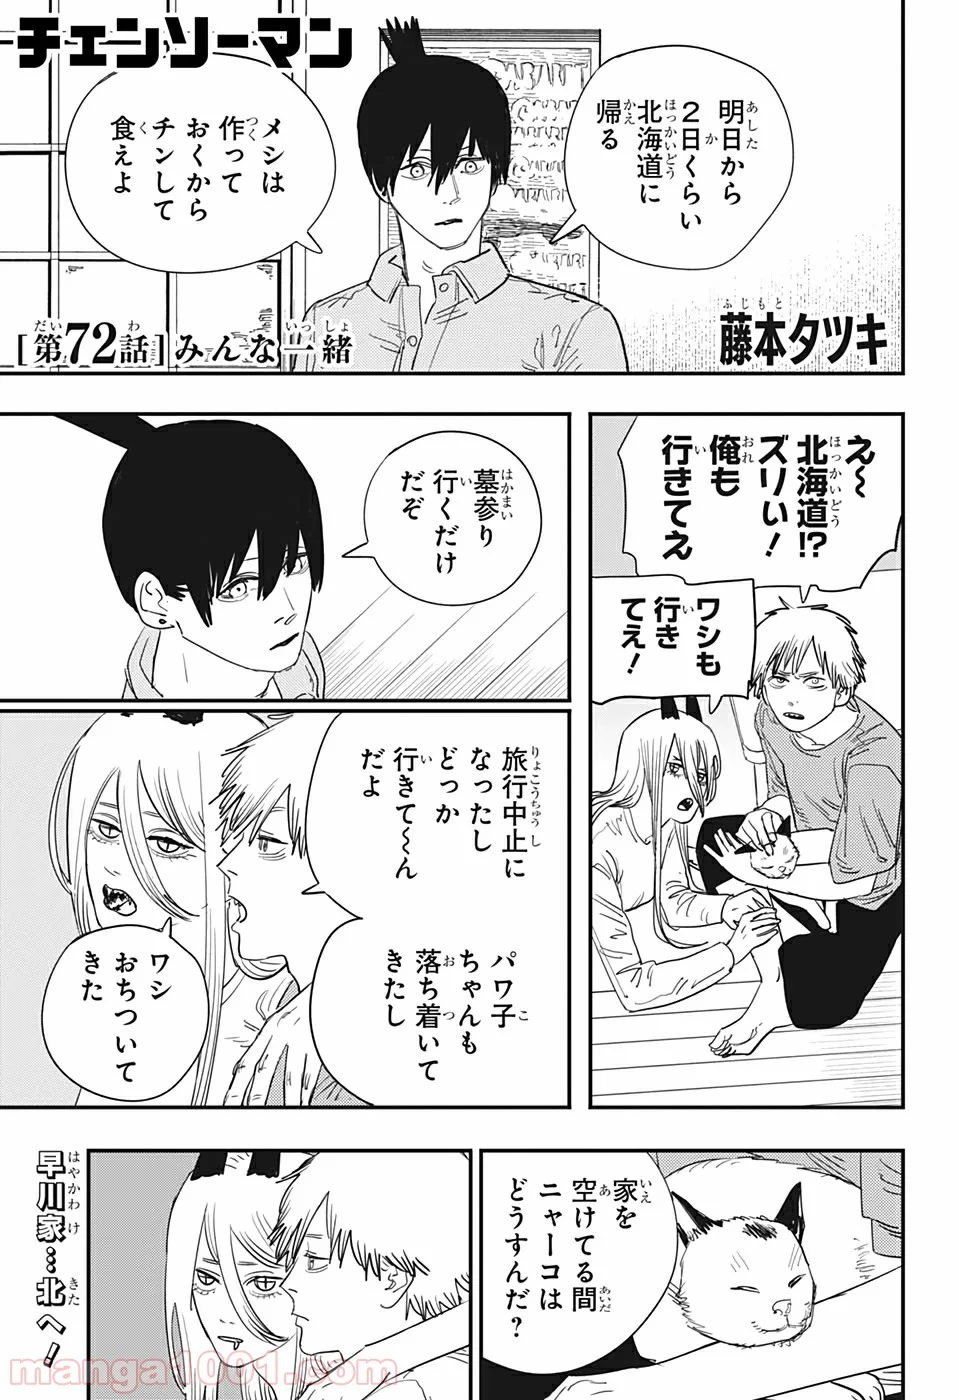 チェンソーマン
明日から
２日くらい
北海道に
帰る
メシは
作って
おくから
チンして
食えよ
[第72話]みんな一緒
藤本タツキ
え〜
北海道!?
ズリい！
俺も
行きてえ
ワシも
行き
てえ！
墓参り
行くだけ
だぞ
旅行中止に
なったし
どっか
行きて〜ん
だよ
パワ子
ちゃんも
落ち着いて
きたし
ワシ
おちついて
きた
家を
空けてる間
ニャーコは
どうすんだ？
早川家…北へ！
manga1001.com